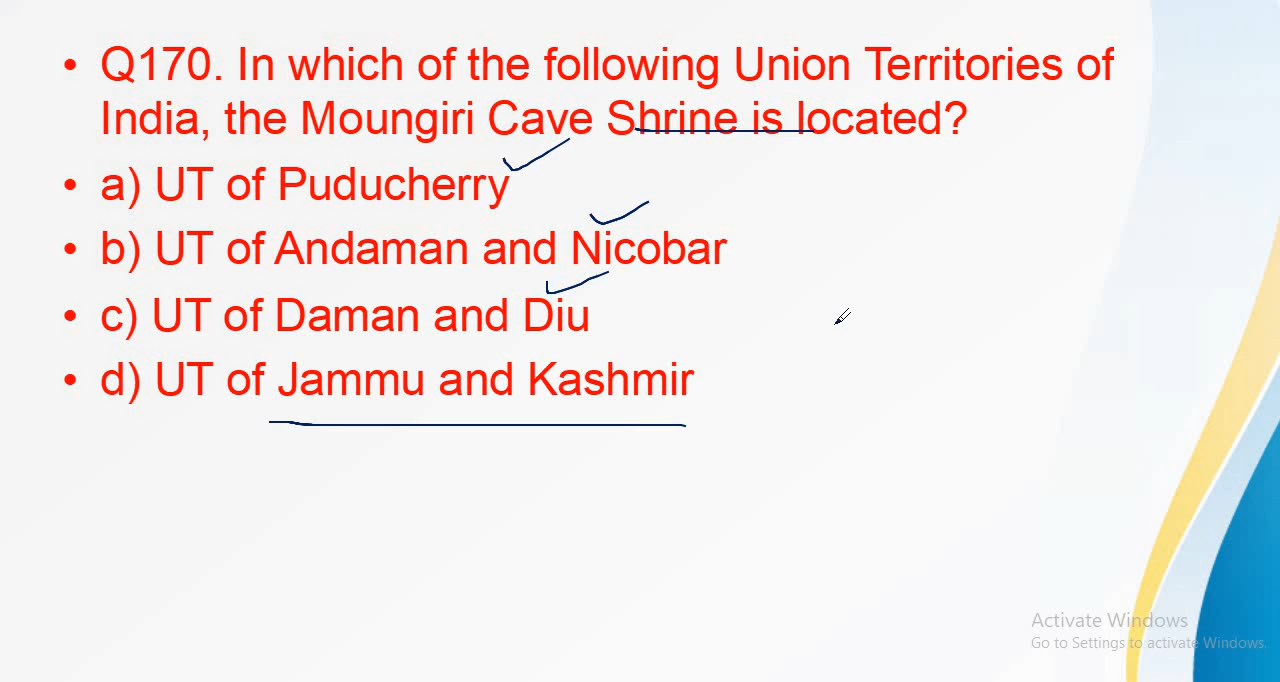 • Q170. In which of the following Union Territories of
India, the Moungiri Cave Shrine is located?
• a) UT of Puducherry
• b) UT of Andaman and Nicobar
• c) UT of Daman and Diu
• d) UT of Jammu and Kashmir
Activate Windows
Go to Settings to activate Windows.